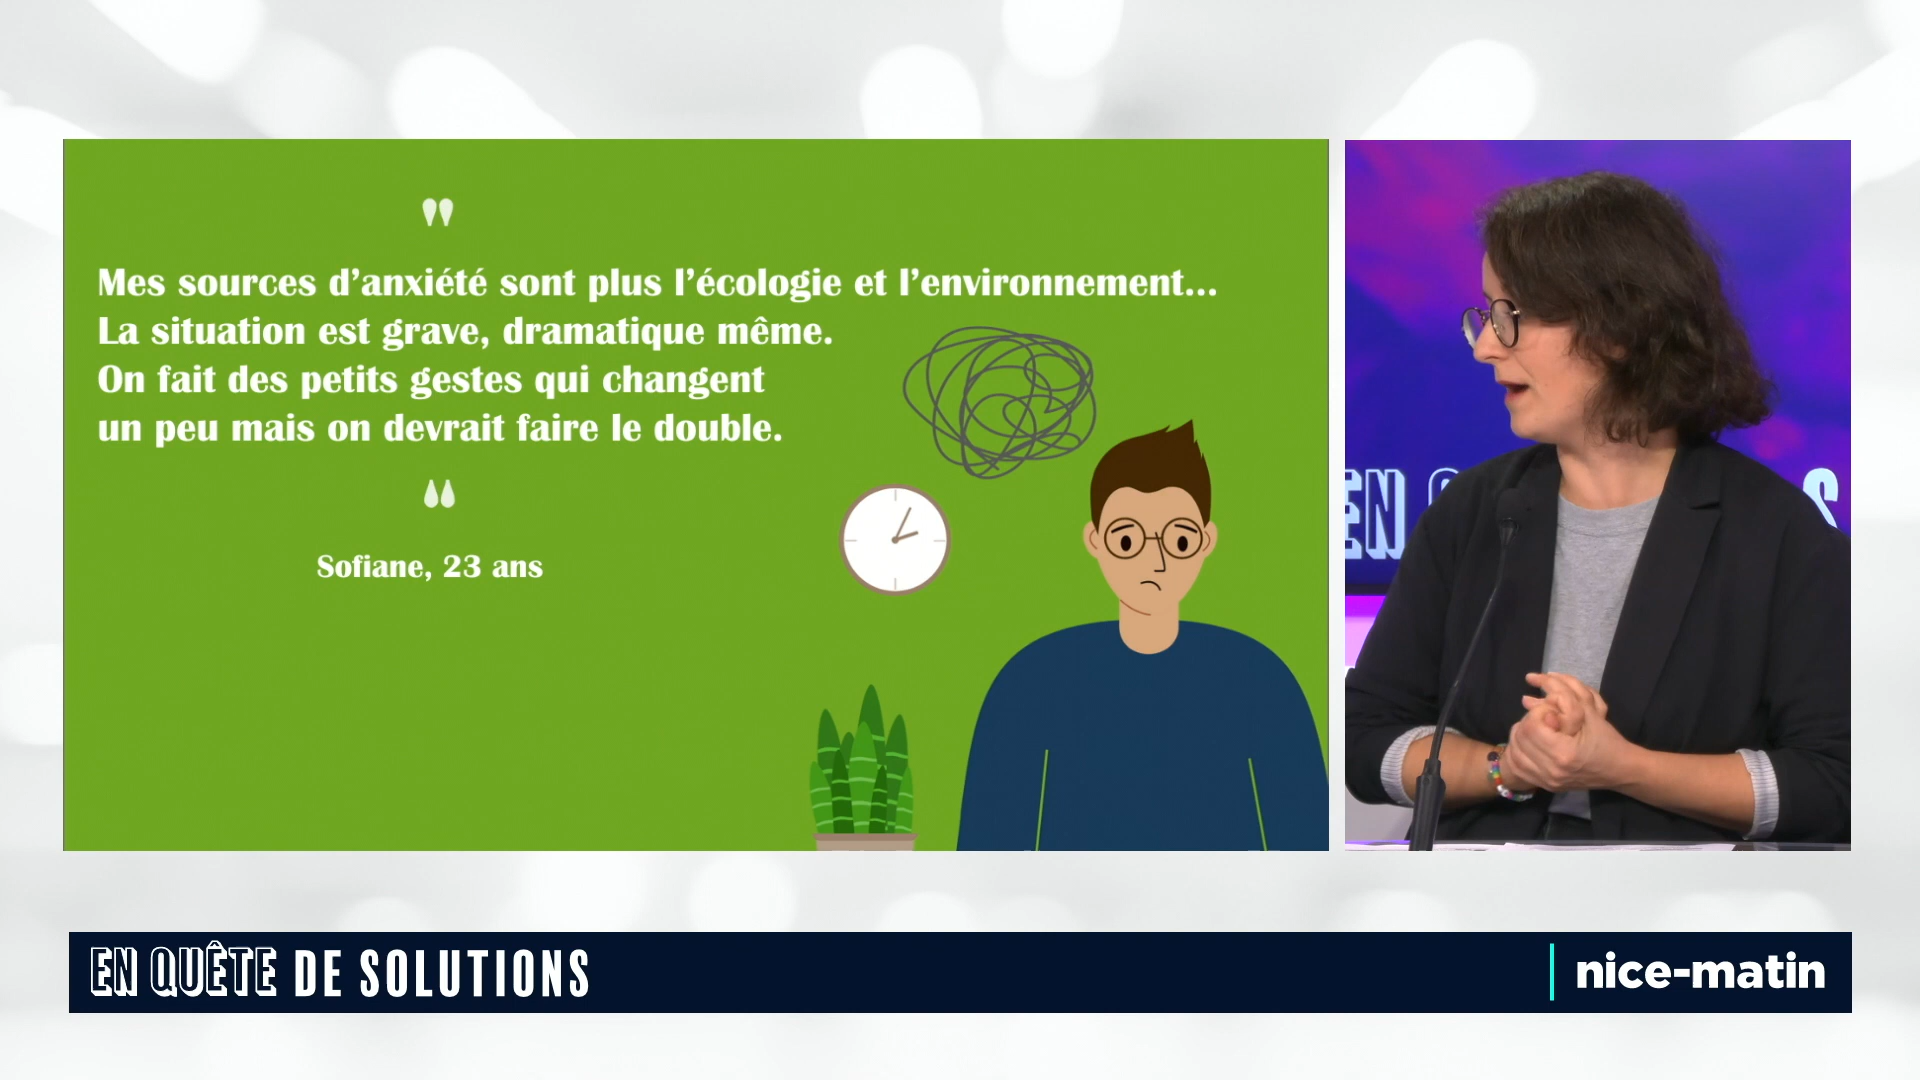 "
Mes sources d’anxiété sont plus l’écologie et l’environnement...
La situation est grave, dramatique même.
On fait des petits gestes qui changent
un peu mais on devrait faire le double.
"
Sofiane, 23 ans
EN
S
EN QUÊTE DE SOLUTIONS
nice-matin